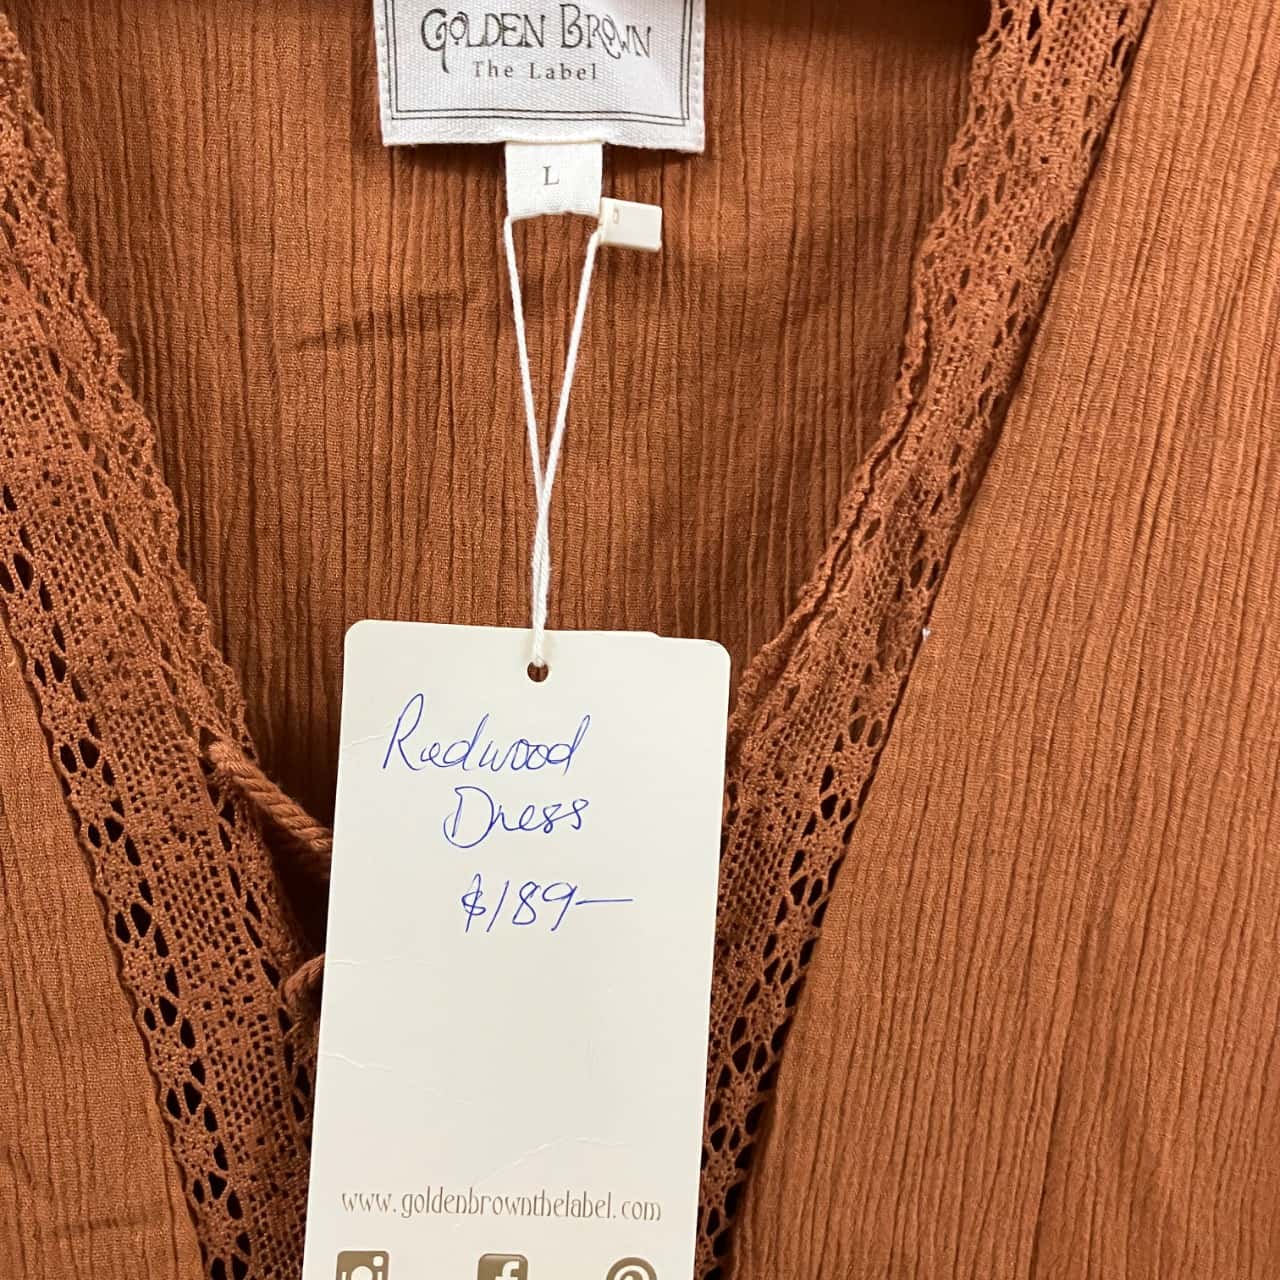 GOLDEN BROWN
The Label
L
Redwood
Dress
$189—
www.goldenbrownthelabel.com